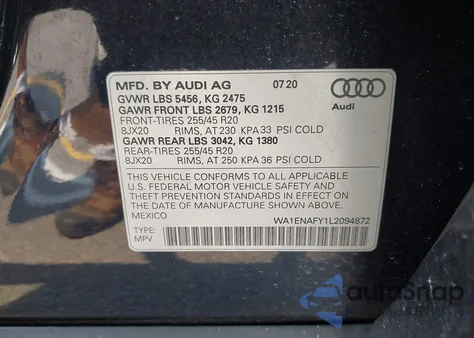 MFD. BY AUDI AG 07 20
GVWR LBS 5456, KG 2475
GAWR FRONT LBS 2679, KG 1215
FRONT-TIRES 255/45 R20
8JX20 RIMS, AT 230 KPA 33 PSI COLD
GAWR REAR LBS 3042, KG 1380
REAR-TIRES 255/45 R20
8JX20 RIMS, AT 250 KPA 36 PSI COLD
Audi
THIS VEHICLE CONFORMS TO ALL APPLICABLE
U.S. FEDERAL MOTOR VEHICLE SAFETY AND
THEFT PREVENTION STANDARDS IN EFFECT ON
THE DATE OF MANUFACTURE SHOWN ABOVE.
MEXICO
WA1ENAFY1L2094872
TYPE:
MPV
autoSnap